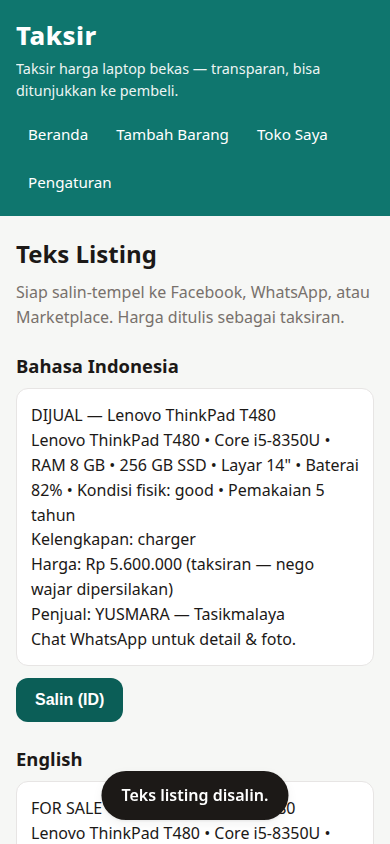 Taksir
Taksir harga laptop bekas — transparan, bisa
ditunjukkan ke pembeli.
Beranda Tambah Barang Toko Saya
Pengaturan
Teks Listing
Siap salin-tempel ke Facebook, WhatsApp, atau
Marketplace. Harga ditulis sebagai taksiran.
Bahasa Indonesia
DIJUAL — Lenovo ThinkPad T480
Lenovo ThinkPad T480 • Core i5-8350U •
RAM 8 GB • 256 GB SSD • Layar 14" • Baterai
82% • Kondisi fisik: good • Pemakaian 5
tahun
Kelengkapan: charger
Harga: Rp 5.600.000 (taksiran — nego
wajar dipersilakan)
Penjual: YUSMARA — Tasikmalaya
Chat WhatsApp untuk detail & foto.
Salin (ID)
English
Teks listing disalin.
FOR SALE
Lenovo ThinkPad T480 • Core i5-8350U •